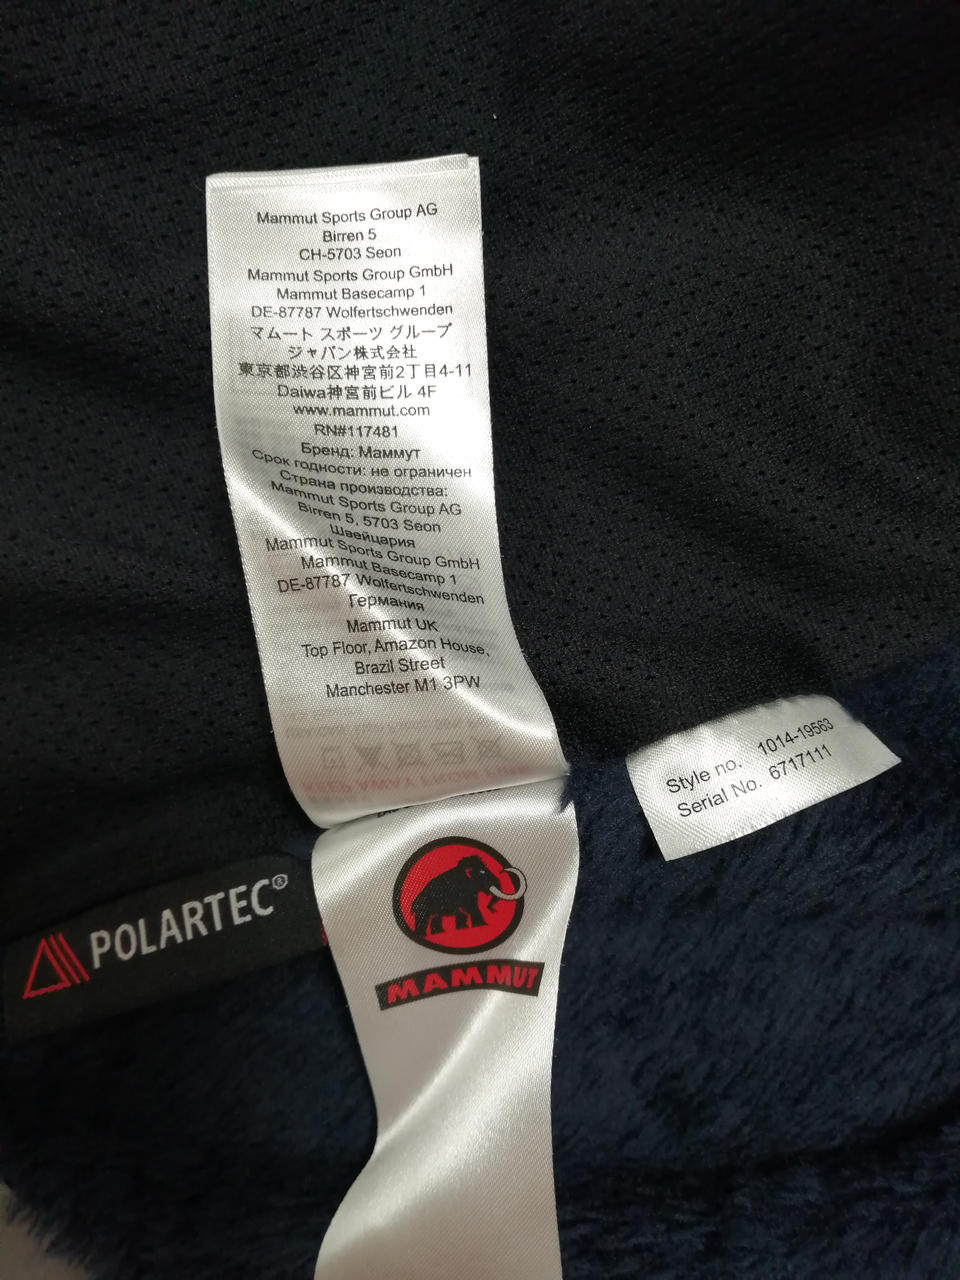 Mammut Sports Group AG
Birren 5
CH-5703 Seon
Mammut Sports Group GmbH
Mammut Basecamp 1
DE-87787 Wolfertschwenden
マムート スポーツ グループ
ジャパン株式会社
東京都渋谷区神宮前2丁目4-11
Daiwa神宮前ビル 4F
www.mammut.com
RN#117481
Бренд: Маммут
Срок годности: не ограничен
Страна производства:
Mammut Sports Group AG
Birren 5, 5703 Seon
Швейцария
Mammut Sports Group GmbH
Mammut Basecamp 1
DE-87787 Wolfertschwenden
Германия
Mammut UK
Top Floor, Amazon House,
Brazil Street
Manchester M1 3PW
Style no. 1014-19563
Serial No. 6717111
POLARTEC®
MAMMUT